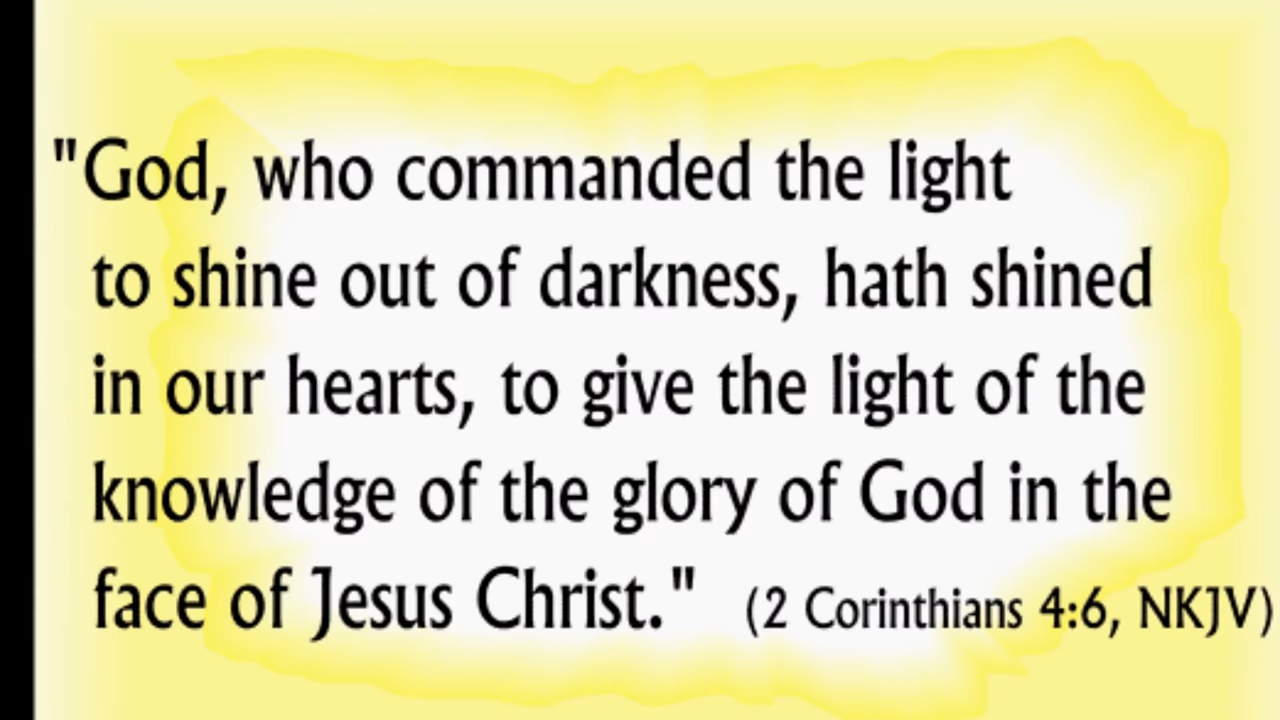 "God, who commanded the light
to shine out of darkness, hath shined
in our hearts, to give the light of the
knowledge of the glory of God in the
face of Jesus Christ." (2 Corinthians 4:6, NKJV)